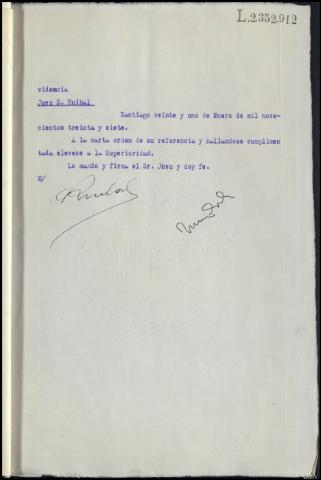 L.2352912
videncia
Juez S. Ruibal
Santiago veinte y uno de Enero de mil nove-
cientos treinta y siete.
A la carta orden de su referencia y hallandose cumplimen
tada elevese a la Superioridad.
Lo mando y firma el Sr. Juez y doy fe.
E/
Ruibal